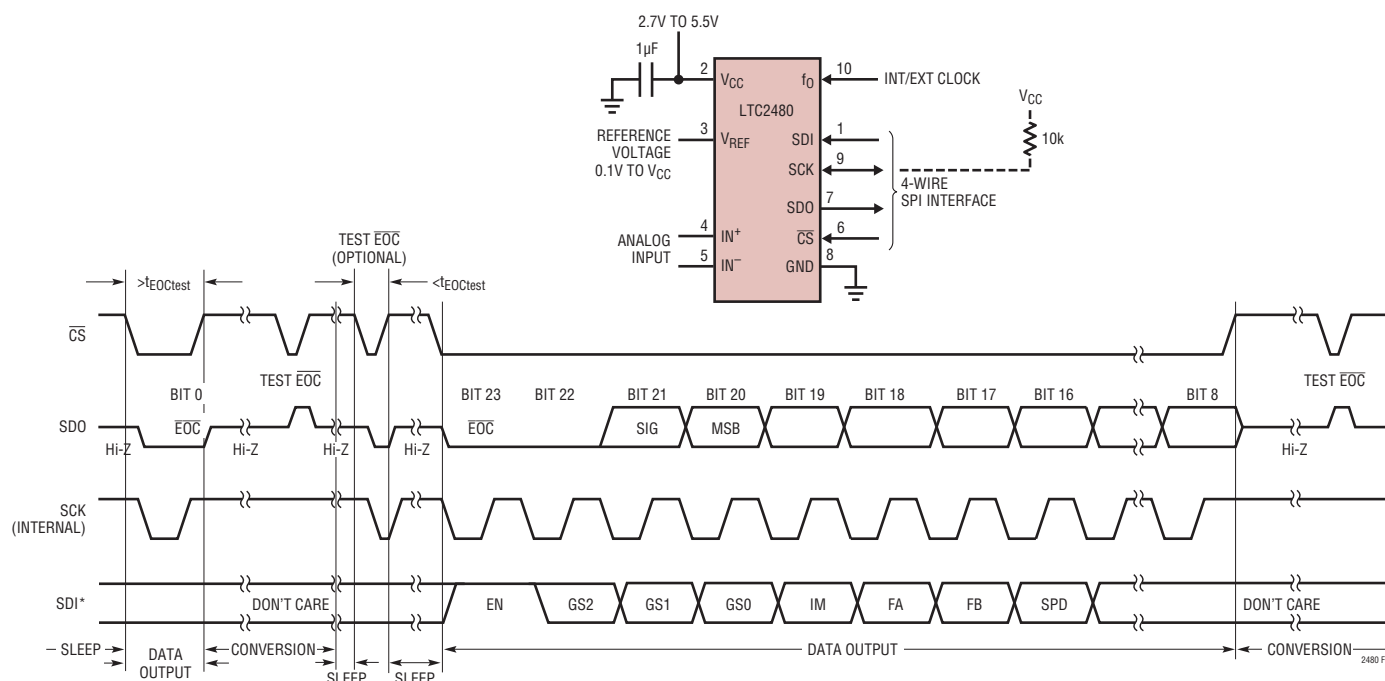 2.7V TO 5.5V
1µF
2
VCC
LTC2480
fO
10
INT/EXT CLOCK
VCC
10k
REFERENCE
VOLTAGE
0.1V TO VCC
3
VREF
SDI
1
SCK
9
4-WIRE
SPI INTERFACE
SDO
7
ANALOG
INPUT
4
IN+
CS
6
5
IN−
GND
8
TEST EOC
(OPTIONAL)
>tEOCtest
<tEOCtest
CS
TEST EOC
TEST EOC
BIT 0
BIT 23
BIT 22
BIT 21
BIT 20
BIT 19
BIT 18
BIT 17
BIT 16
BIT 8
SDO
EOC
EOC
SIG
MSB
Hi-Z
Hi-Z
Hi-Z
Hi-Z
Hi-Z
SCK
(INTERNAL)
SDI*
DON'T CARE
EN
GS2
GS1
GS0
IM
FA
FB
SPD
DON'T CARE
SLEEP
DATA
OUTPUT
CONVERSION
SLEEP
SLEEP
DATA OUTPUT
CONVERSION
2480 F